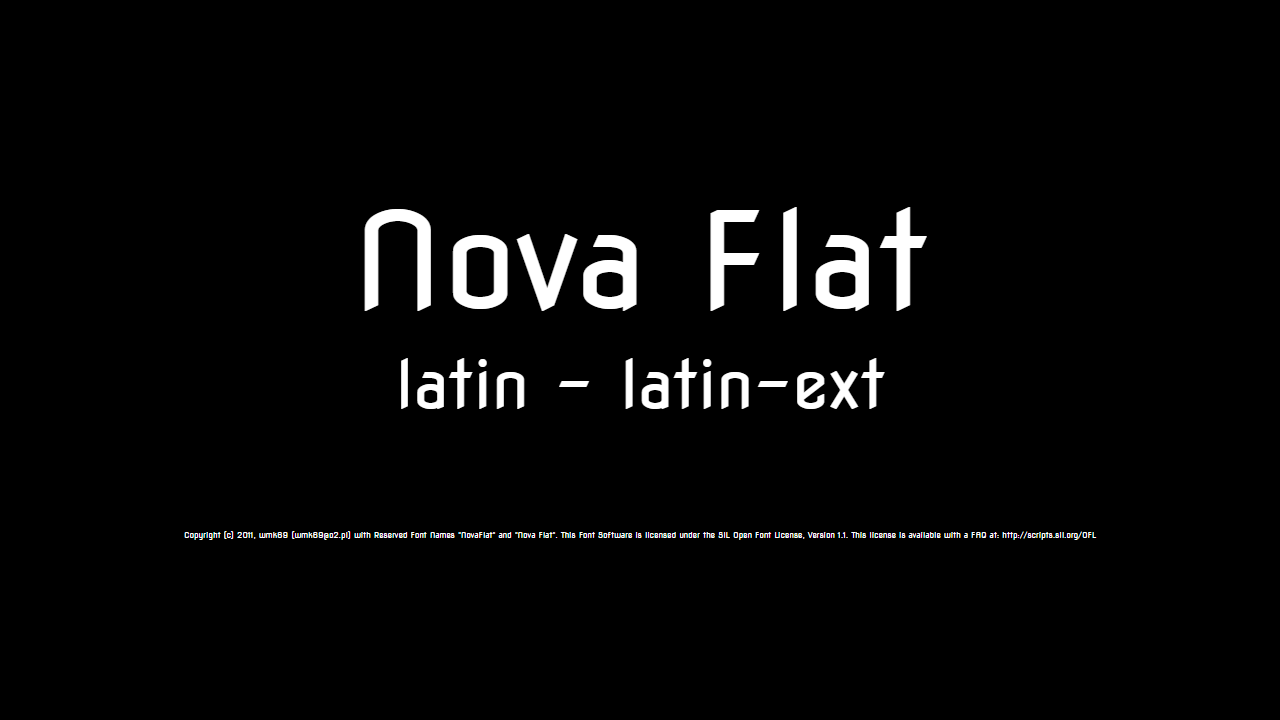 Nova Flat
latin - latin-ext
Copyright (c) 2011, wmk69 (wmk69@o2.pl) with Reserved Font Names "NovaFlat" and "Nova Flat". This Font Software is licensed under the SIL Open Font License, Version 1.1. This license is available with a FAQ at: http://scripts.sil.org/OFL